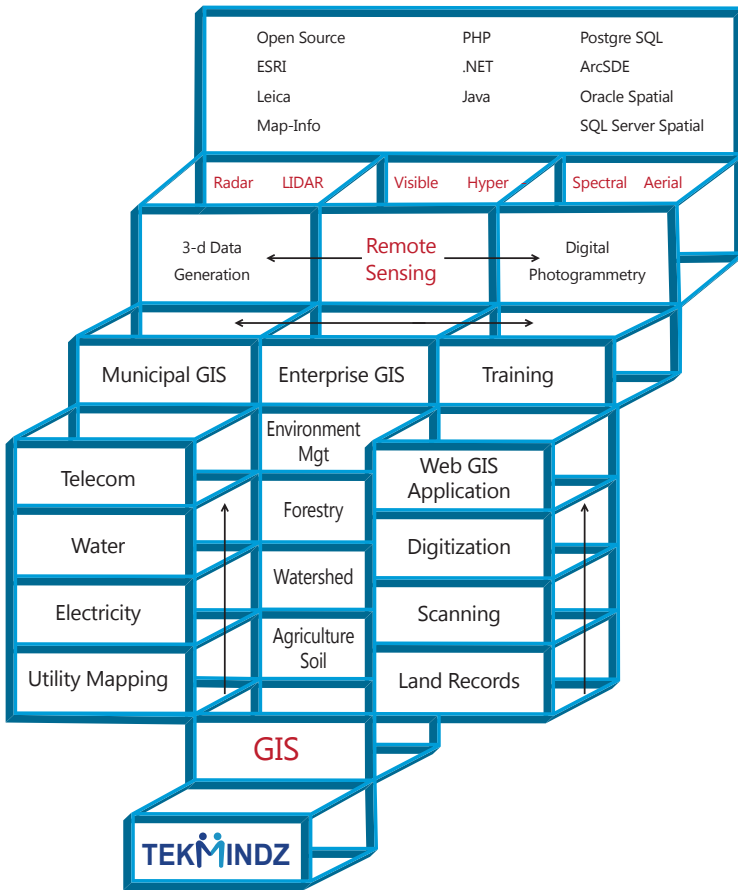 Open Source PHP Postgre SQL
ESRI .NET ArcSDE
Leica Java Oracle Spatial
Map-Info SQL Server Spatial
Radar LIDAR Visible Hyper Spectral Aerial
3-d Data
Generation
Remote
Sensing
Digital
Photogrammetry
Municipal GIS Enterprise GIS Training
Telecom
Water
Electricity
Utility Mapping
Environment
Mgt
Forestry
Watershed
Agriculture
Soil
Web GIS
Application
Digitization
Scanning
Land Records
GIS
TEKMINDZ